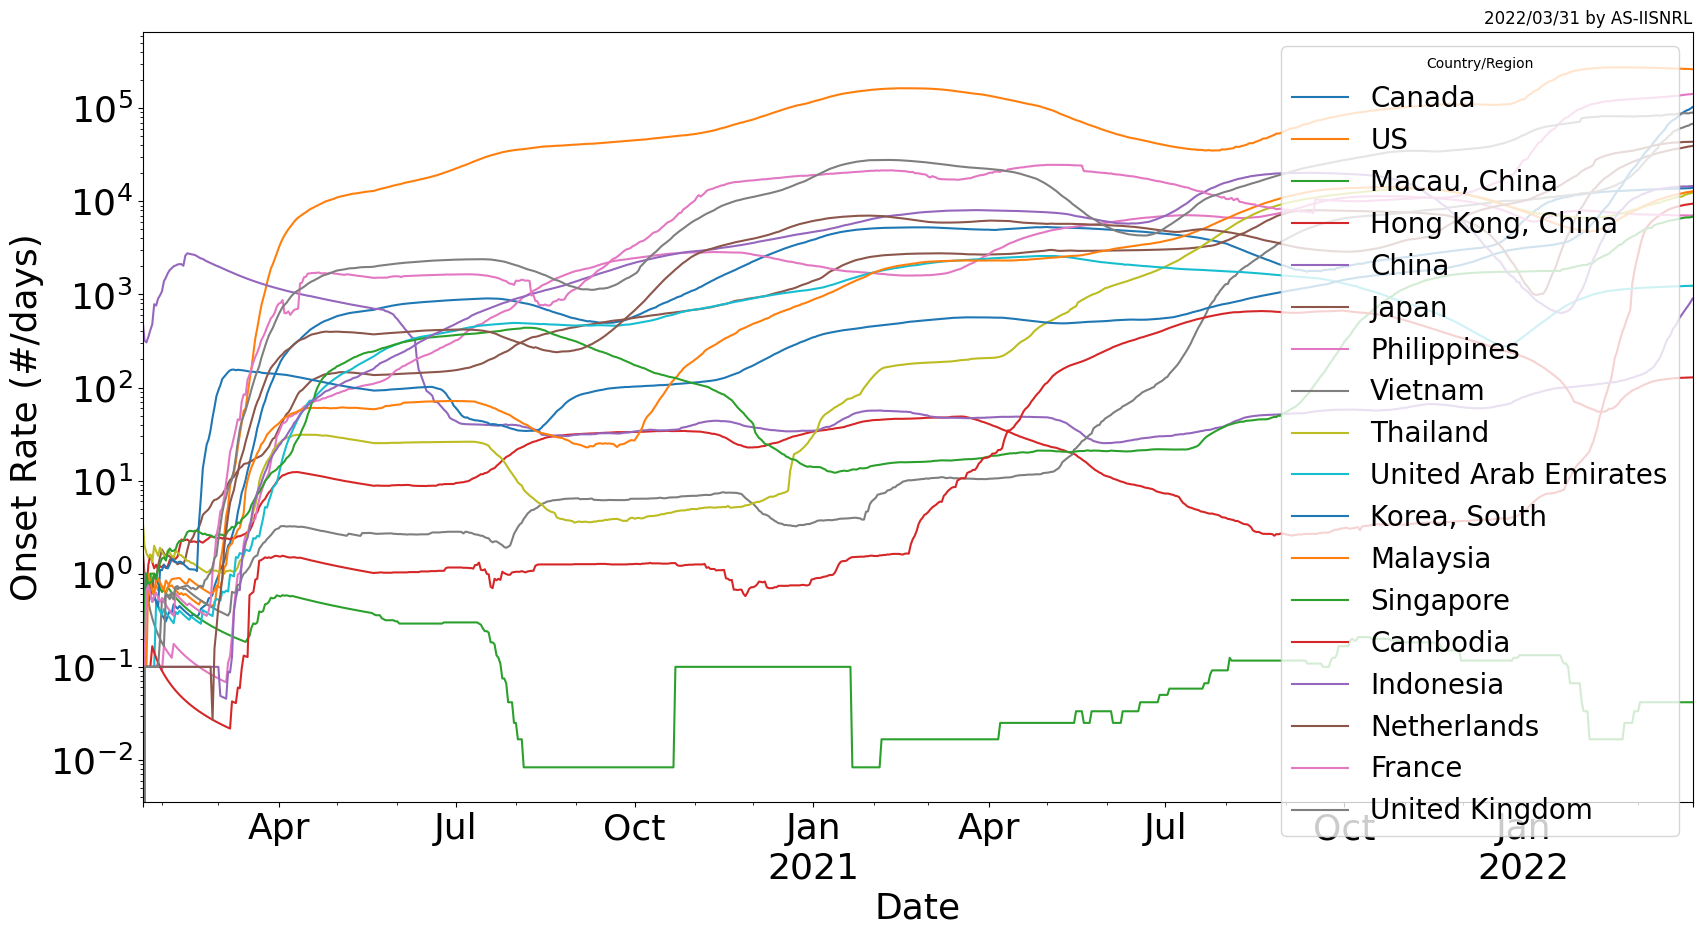 2022/03/31 by AS-IISNRL
Onset Rate (#/days)
10^5
10^4
10^3
10^2
10^1
10^0
10^−1
10^−2
Country/Region
Canada
US
Macau, China
Hong Kong, China
China
Japan
Philippines
Vietnam
Thailand
United Arab Emirates
Korea, South
Malaysia
Singapore
Cambodia
Indonesia
Netherlands
France
United Kingdom
Apr Jul Oct Jan Apr Jul Oct Jan
2021 2022
Date